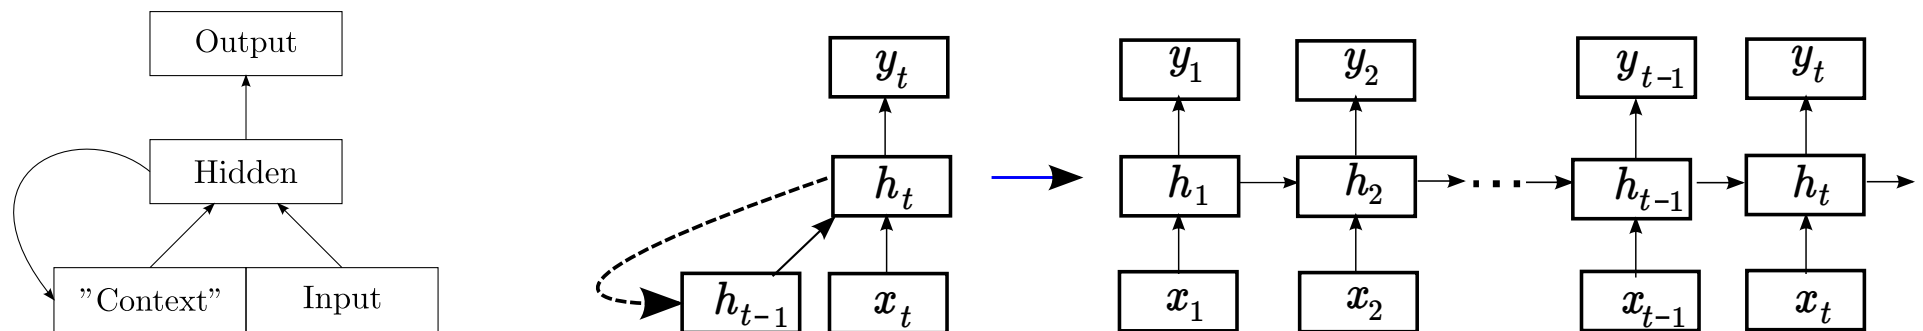 Output
Hidden
"Context" Input
y_t
h_t
h_{t-1} x_t
y_1 y_2 y_{t-1} y_t
h_1 h_2 ... h_{t-1} h_t
x_1 x_2 x_{t-1} x_t